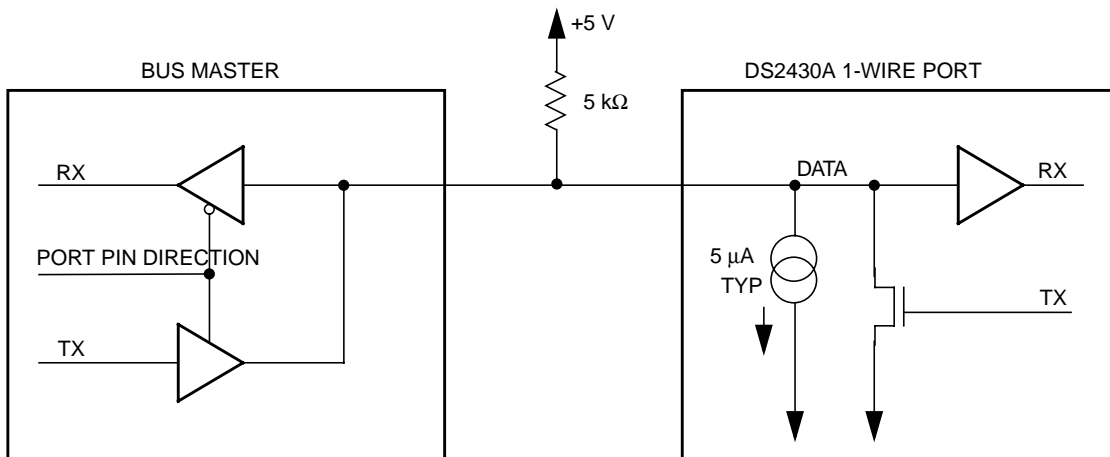 +5 V
BUS MASTER
DS2430A 1-WIRE PORT
5 kΩ
RX
DATA
RX
PORT PIN DIRECTION
5 µA
TYP
TX
TX